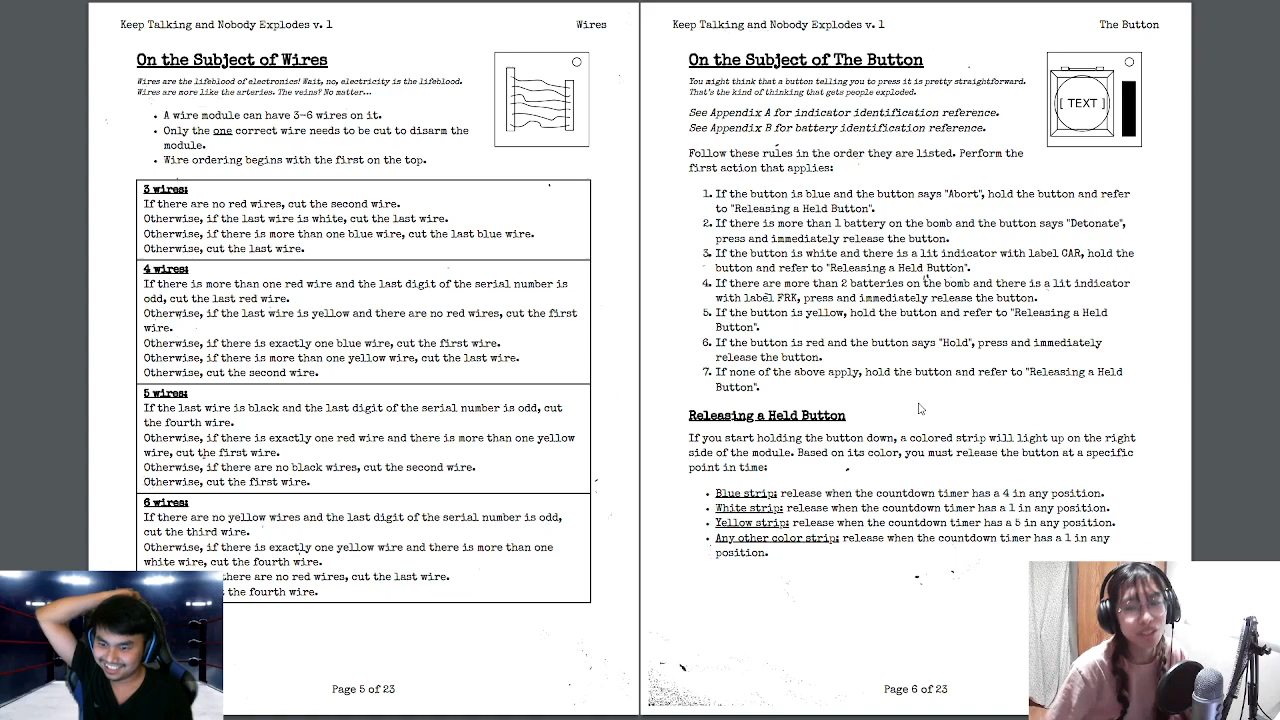 Keep Talking and Nobody Explodes v. 1
Wires
On the Subject of Wires
Wires are the lifeblood of electronics! Wait, no, electricity is the lifeblood.
Wires are more like the arteries. The veins? No matter...
• A wire module can have 3-6 wires on it.
• Only the one correct wire needs to be cut to disarm the
module.
• Wire ordering begins with the first on the top.
3 wires:
If there are no red wires, cut the second wire.
Otherwise, if the last wire is white, cut the last wire.
Otherwise, if there is more than one blue wire, cut the last blue wire.
Otherwise, cut the last wire.
4 wires:
If there is more than one red wire and the last digit of the serial number is
odd, cut the last red wire.
Otherwise, if the last wire is yellow and there are no red wires, cut the first
wire.
Otherwise, if there is exactly one blue wire, cut the first wire.
Otherwise, if there is more than one yellow wire, cut the last wire.
Otherwise, cut the second wire.
5 wires:
If the last wire is black and the last digit of the serial number is odd, cut
the fourth wire.
Otherwise, if there is exactly one red wire and there is more than one yellow
wire, cut the first wire.
Otherwise, if there are no black wires, cut the second wire.
Otherwise, cut the first wire.
6 wires:
If there are no yellow wires and the last digit of the serial number is odd,
cut the third wire.
Otherwise, if there is exactly one yellow wire and there is more than one
white wire, cut the fourth wire.
there are no red wires, cut the last wire.
the fourth wire.
Page 5 of 23
Keep Talking and Nobody Explodes v. 1
The Button
On the Subject of The Button
You might think that a button telling you to press it is pretty straightforward.
That's the kind of thinking that gets people exploded.
[ TEXT ]
See Appendix A for indicator identification reference.
See Appendix B for battery identification reference.
Follow these rules in the order they are listed. Perform the
first action that applies:
1. If the button is blue and the button says "Abort", hold the button and refer
to "Releasing a Held Button".
2. If there is more than 1 battery on the bomb and the button says "Detonate",
press and immediately release the button.
3. If the button is white and there is a lit indicator with label CAR, hold the
button and refer to "Releasing a Held Button".
4. If there are more than 2 batteries on the bomb and there is a lit indicator
with label FRK, press and immediately release the button.
5. If the button is yellow, hold the button and refer to "Releasing a Held
Button".
6. If the button is red and the button says "Hold", press and immediately
release the button.
7. If none of the above apply, hold the button and refer to "Releasing a Held
Button".
Releasing a Held Button
If you start holding the button down, a colored strip will light up on the right
side of the module. Based on its color, you must release the button at a specific
point in time:
• Blue strip: release when the countdown timer has a 4 in any position.
• White strip: release when the countdown timer has a 1 in any position.
• Yellow strip: release when the countdown timer has a 5 in any position.
• Any other color strip: release when the countdown timer has a 1 in any
position.
Page 6 of 23